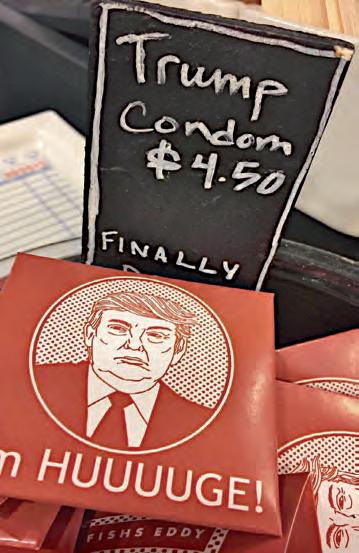 Trump
Condom
$4.50
FINALLY
HUUUUGE!
FISHS EDDY